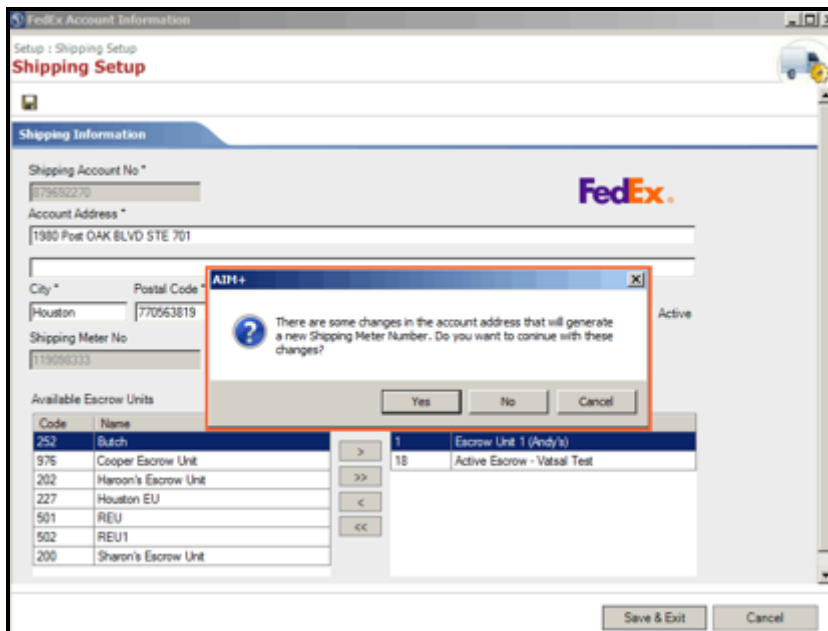 FedEx Account Information
Setup : Shipping Setup
Shipping Setup
Shipping Information
Shipping Account No *
879692270
FedEx.
Account Address *
1980 Post OAK BLVD STE 701
City *
Postal Code *
Houston
770563819
Active
Shipping Meter No
119098333
AIM+
There are some changes in the account address that will generate
a new Shipping Meter Number. Do you want to coninue with these
changes?
Yes
No
Cancel
Available Escrow Units
Code
Name
252
Butch
976
Cooper Escrow Unit
202
Haroon's Escrow Unit
227
Houston EU
501
REU
502
REU1
200
Sharon's Escrow Unit
>
>>
<
<<
1
Escrow Unit 1 (Andy's)
18
Active Escrow - Vatsal Test
Save & Exit
Cancel